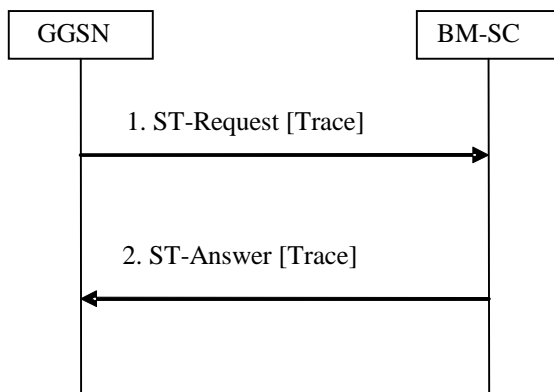 GGSN
BM-SC
1. ST-Request [Trace]
2. ST-Answer [Trace]